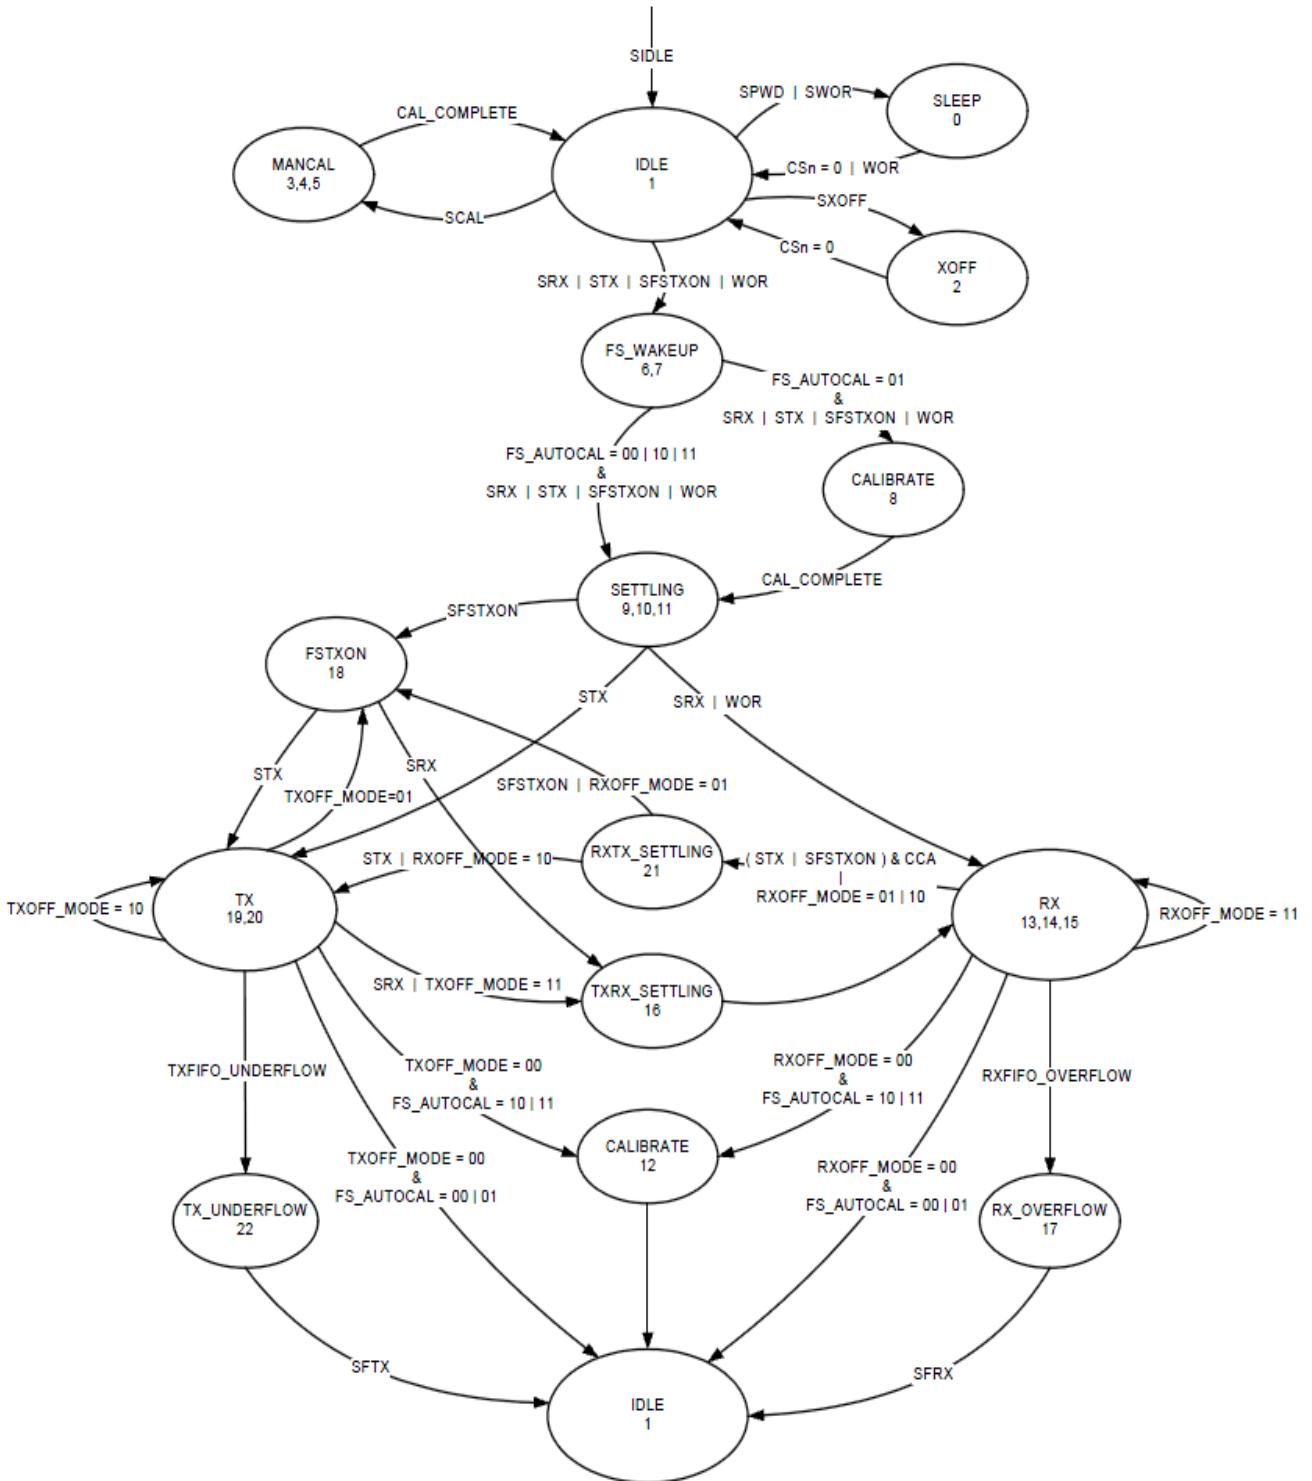 SIDLE
SPWD | SWOR
SLEEP
0
CAL_COMPLETE
MANCAL
3,4,5
IDLE
1
CSn = 0 | WOR
SCAL
SXOFF
CSn = 0
XOFF
2
SRX | STX | SFSTXON | WOR
FS_WAKEUP
6,7
FS_AUTOCAL = 01
&
SRX | STX | SFSTXON | WOR
FS_AUTOCAL = 00 | 10 | 11
&
SRX | STX | SFSTXON | WOR
CALIBRATE
8
CAL_COMPLETE
SETTLING
9,10,11
SFSTXON
FSTXON
18
STX
SRX | WOR
STX
SRX
TXOFF_MODE=01
SFSTXON | RXOFF_MODE = 01
STX | RXOFF_MODE = 10
RXTX_SETTLING
21
( STX | SFSTXON ) & CCA
|
RXOFF_MODE = 01 | 10
TXOFF_MODE = 10
TX
19,20
RX
13,14,15
RXOFF_MODE = 11
SRX | TXOFF_MODE = 11
TXRX_SETTLING
16
TXFIFO_UNDERFLOW
TXOFF_MODE = 00
&
FS_AUTOCAL = 10 | 11
RXOFF_MODE = 00
&
FS_AUTOCAL = 10 | 11
RXFIFO_OVERFLOW
CALIBRATE
12
TXOFF_MODE = 00
&
FS_AUTOCAL = 00 | 01
RXOFF_MODE = 00
&
FS_AUTOCAL = 00 | 01
TX_UNDERFLOW
22
RX_OVERFLOW
17
SFTX
SFRX
IDLE
1